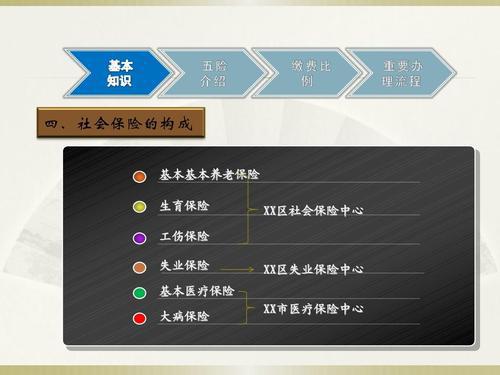 基本
知识
五险
介绍
缴费比
例
重要办
理流程
四、社会保险的构成
基本基本养老保险
生育保险
XX区社会保险中心
工伤保险
失业保险
XX区失业保险中心
基本医疗保险
XX市医疗保险中心
大病保险